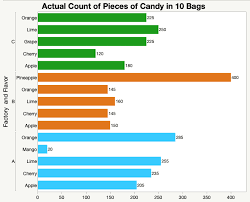 Actual Count of Pieces of Candy in 10 Bags
Factory and Flavor
C
Orange 225
Lime 250
Grape 225
Cherry 120
Apple 180
B
Pineapple 400
Orange 145
Lime 160
Cherry 145
Apple 150
A
Orange 285
Mango 20
Lime 255
Cherry 235
Apple 205
0 50 100 150 200 250 300 350 400